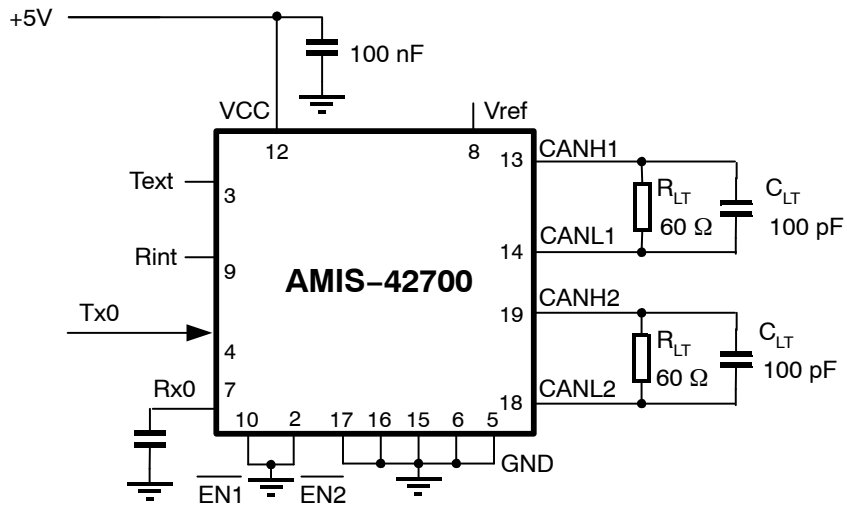 +5V
100 nF
VCC
Vref
12
8
13
CANH1
Text
3
R_LT
C_LT
60 Ω
100 pF
14
CANL1
Rint
9
AMIS–42700
19
CANH2
Tx0
4
R_LT
C_LT
60 Ω
100 pF
Rx0
7
18
CANL2
10
2
17
16
15
6
5
GND
EN1
EN2